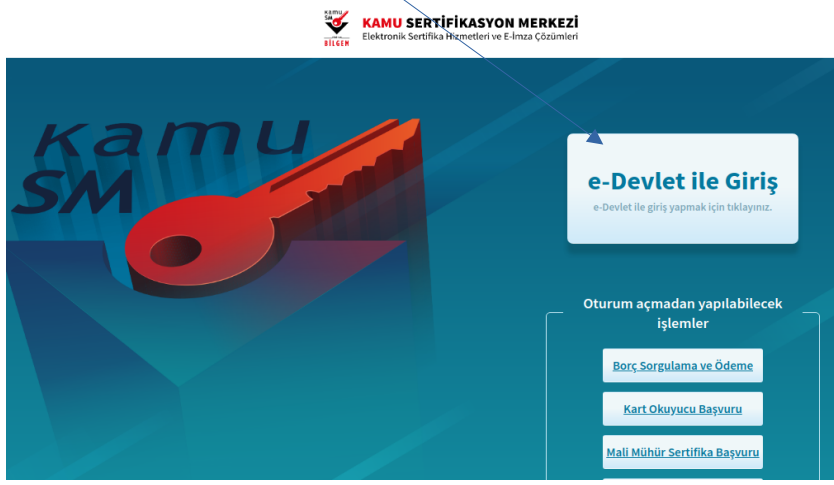 kamu
SM
BİLGEM
KAMU SERTİFİKASYON MERKEZİ
Elektronik Sertifika Hizmetleri ve E-İmza Çözümleri
kamu
SM
e-Devlet ile Giriş
e-Devlet ile giriş yapmak için tıklayınız.
Oturum açmadan yapılabilecek
işlemler
Borç Sorgulama ve Ödeme
Kart Okuyucu Başvuru
Mali Mühür Sertifika Başvuru